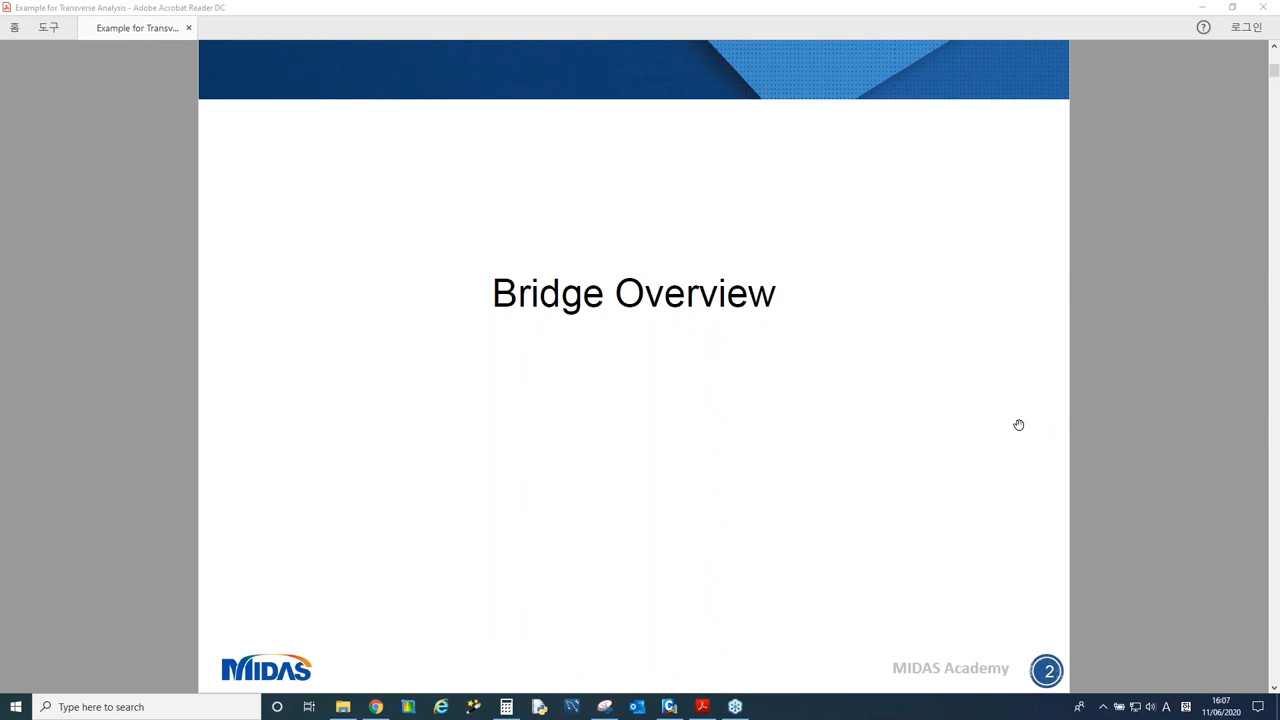 Example for Transverse Analysis - Adobe Acrobat Reader DC
홈
도구
Example for Transv...
로그인
Bridge Overview
MIDAS
MIDAS Academy
2
Type here to search
16:07
11/06/2020